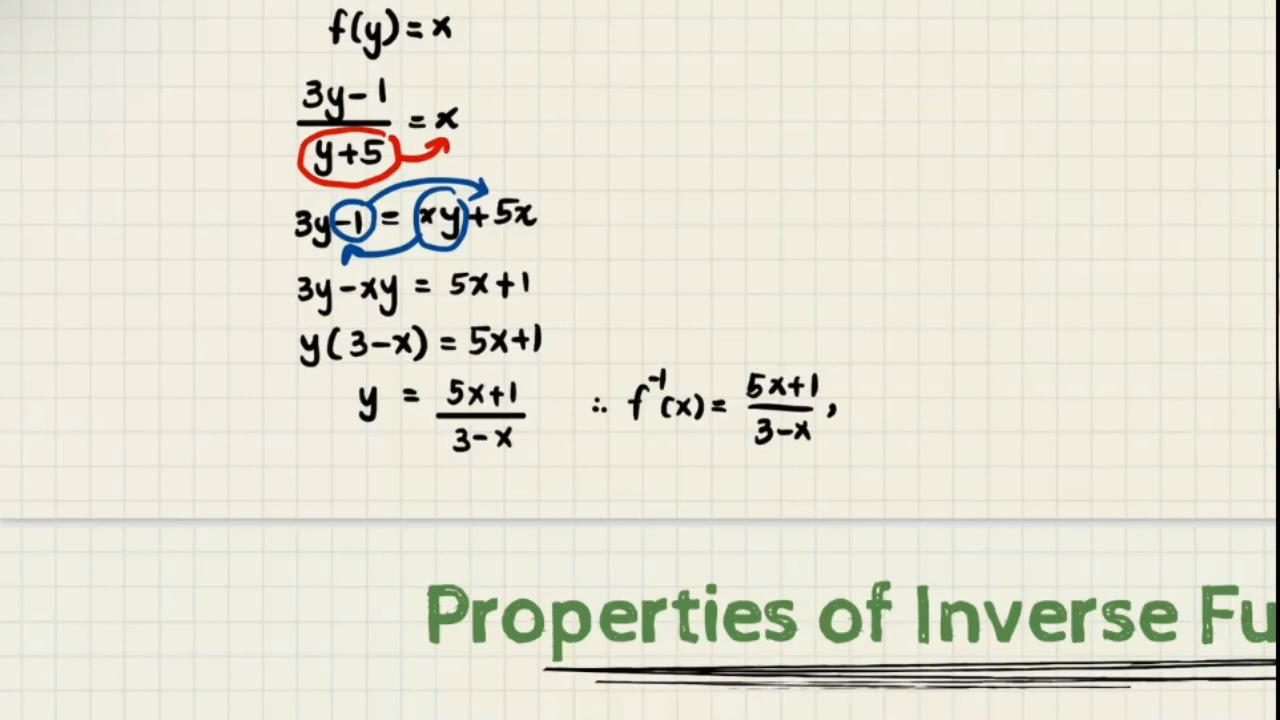 f(y) = x
3y-1/y+5 = x
3y-1 = xy+5x
3y-xy = 5x+1
y(3-x) = 5x+1
y = 5x+1/3-x ∴ f⁻¹(x) = 5x+1/3-x,
Properties of Inverse Fu